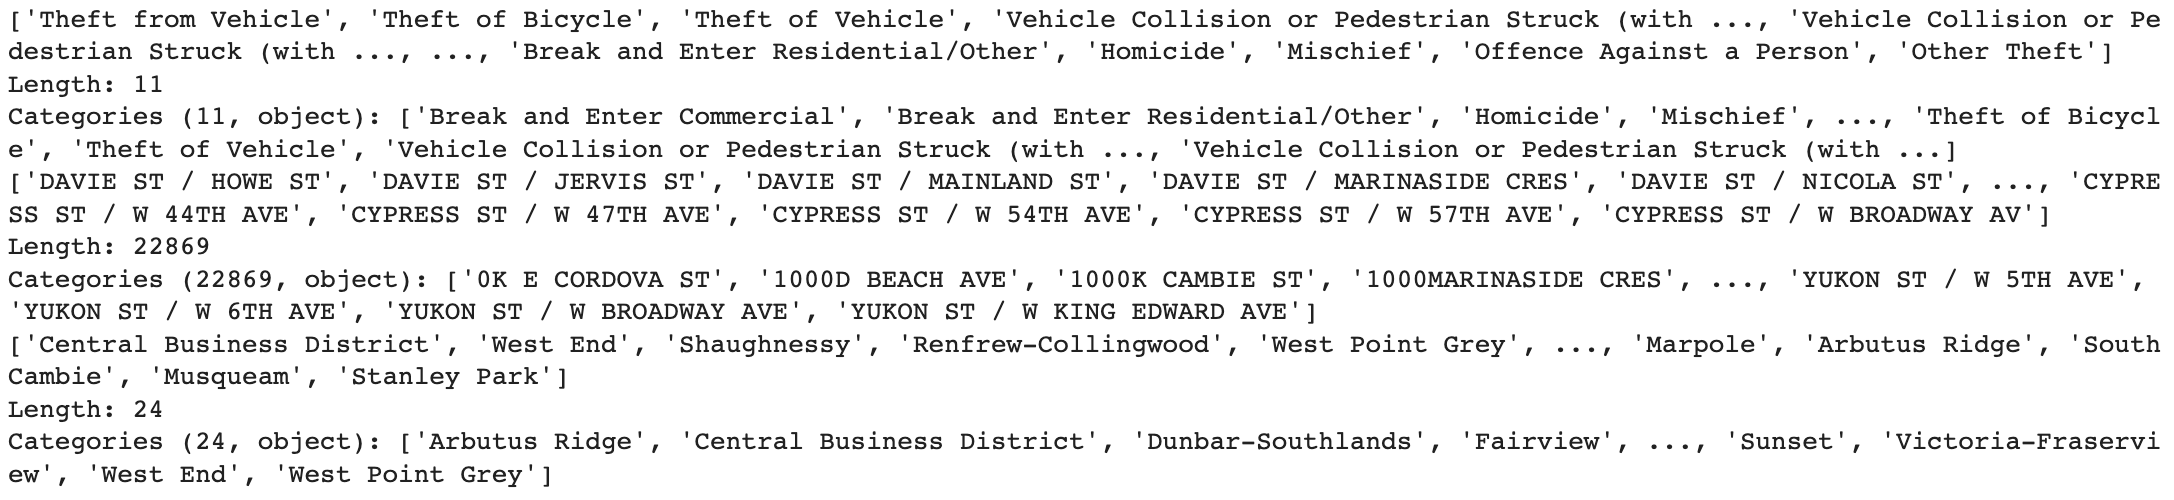 ['Theft from Vehicle', 'Theft of Bicycle', 'Theft of Vehicle', 'Vehicle Collision or Pedestrian Struck (with ..., 'Vehicle Collision or Pe
destrian Struck (with ..., ..., 'Break and Enter Residential/Other', 'Homicide', 'Mischief', 'Offence Against a Person', 'Other Theft']
Length: 11
Categories (11, object): ['Break and Enter Commercial', 'Break and Enter Residential/Other', 'Homicide', 'Mischief', ..., 'Theft of Bicycl
e', 'Theft of Vehicle', 'Vehicle Collision or Pedestrian Struck (with ..., 'Vehicle Collision or Pedestrian Struck (with ...]
['DAVIE ST / HOWE ST', 'DAVIE ST / JERVIS ST', 'DAVIE ST / MAINLAND ST', 'DAVIE ST / MARINASIDE CRES', 'DAVIE ST / NICOLA ST', ..., 'CYPRE
SS ST / W 44TH AVE', 'CYPRESS ST / W 47TH AVE', 'CYPRESS ST / W 54TH AVE', 'CYPRESS ST / W 57TH AVE', 'CYPRESS ST / W BROADWAY AV']
Length: 22869
Categories (22869, object): ['0K E CORDOVA ST', '1000D BEACH AVE', '1000K CAMBIE ST', '1000MARINASIDE CRES', ..., 'YUKON ST / W 5TH AVE',
'YUKON ST / W 6TH AVE', 'YUKON ST / W BROADWAY AVE', 'YUKON ST / W KING EDWARD AVE']
['Central Business District', 'West End', 'Shaughnessy', 'Renfrew-Collingwood', 'West Point Grey', ..., 'Marpole', 'Arbutus Ridge', 'South
Cambie', 'Musqueam', 'Stanley Park']
Length: 24
Categories (24, object): ['Arbutus Ridge', 'Central Business District', 'Dunbar-Southlands', 'Fairview', ..., 'Sunset', 'Victoria-Fraservi
ew', 'West End', 'West Point Grey']